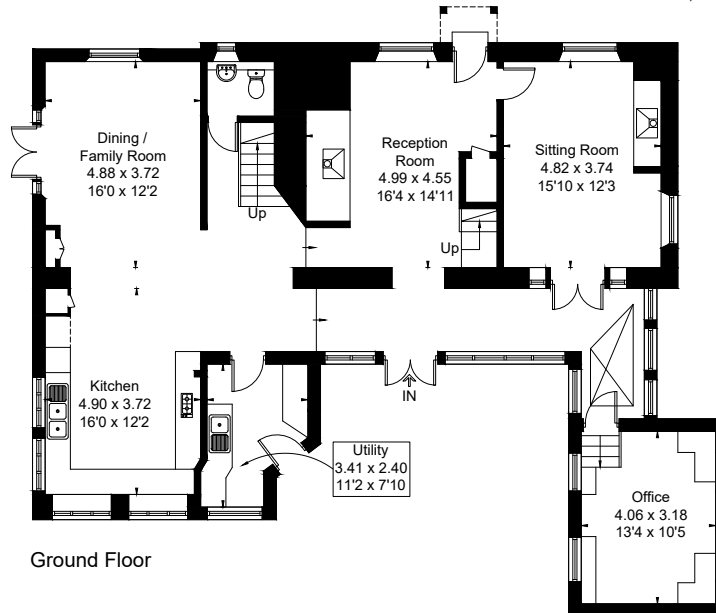 Dining /
Family Room
4.88 x 3.72
16'0 x 12'2
Reception
Room
4.99 x 4.55
16'4 x 14'11
Sitting Room
4.82 x 3.74
15'10 x 12'3
Up
Up
Kitchen
4.90 x 3.72
16'0 x 12'2
IN
Utility
3.41 x 2.40
11'2 x 7'10
Office
4.06 x 3.18
13'4 x 10'5
Ground Floor